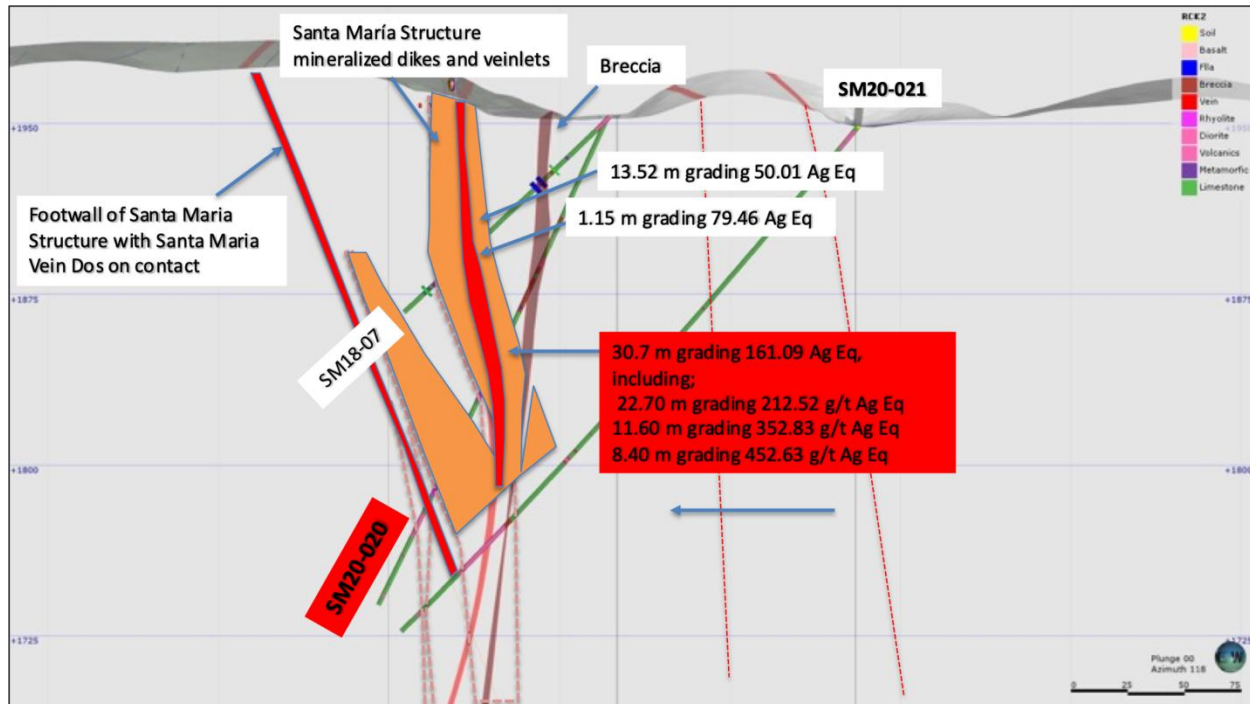 Santa María Structure
mineralized dikes and veinlets
Breccia
SM20-021
RCK2
Soil
Basalt
Flla
Breccia
Vein
Rhyolite
Diorite
Volcanics
Metamorfic
Limestone
+1950
+1950
13.52 m grading 50.01 Ag Eq
1.15 m grading 79.46 Ag Eq
Footwall of Santa Maria
Structure with Santa Maria
Vein Dos on contact
+1875
+1875
SM18-07
30.7 m grading 161.09 Ag Eq,
including;
22.70 m grading 212.52 g/t Ag Eq
11.60 m grading 352.83 g/t Ag Eq
8.40 m grading 452.63 g/t Ag Eq
+1800
+1800
SM20-020
+1725
+1725
Plunge 00
Azimuth 118
0 25 50 75